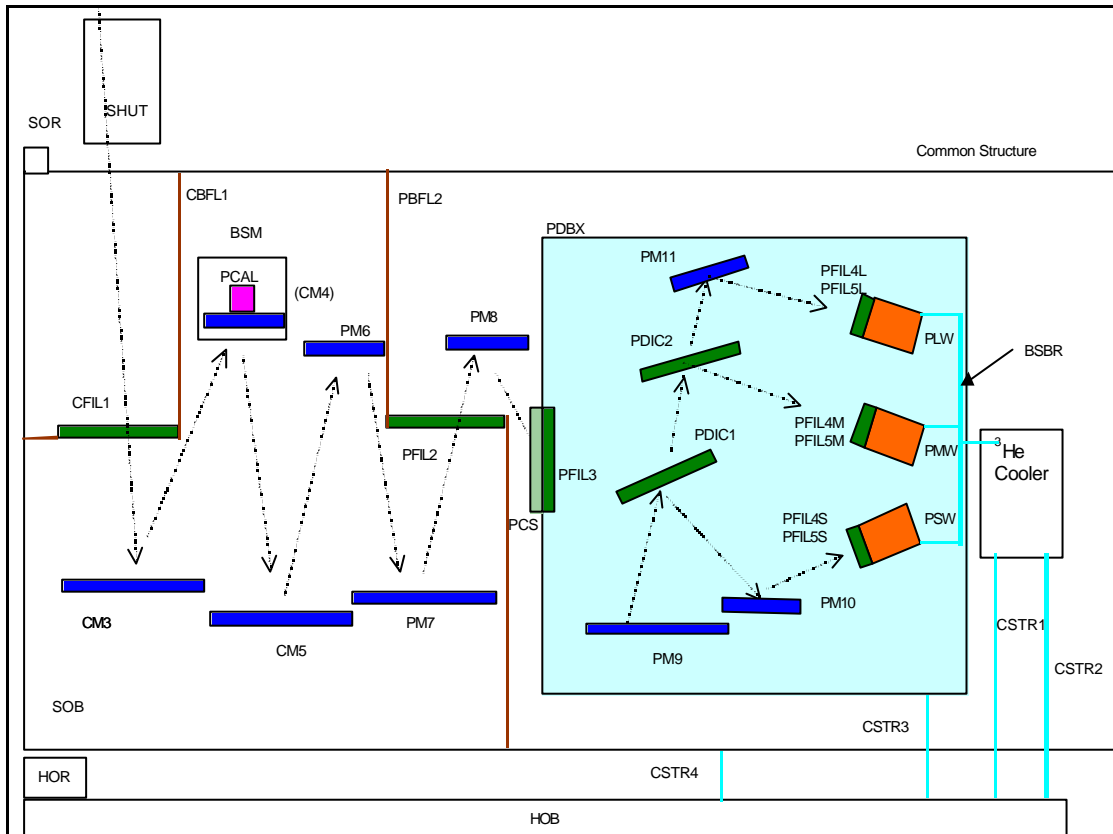 SHUT
SOR
Common Structure
CBFL1
PBFL2
BSM
PDBX
PCAL
(CM4)
PM11
PFIL4L
PFIL5L
PM6
PM8
PLW
BSBR
PDIC2
CFIL1
PFIL4M
PFIL5M
PMW
3He
Cooler
PDIC1
PFIL2
PFIL3
PCS
PFIL4S
PFIL5S
PSW
CM3
PM7
PM10
CM5
PM9
CSTR1
CSTR2
SOB
CSTR3
CSTR4
HOR
HOB